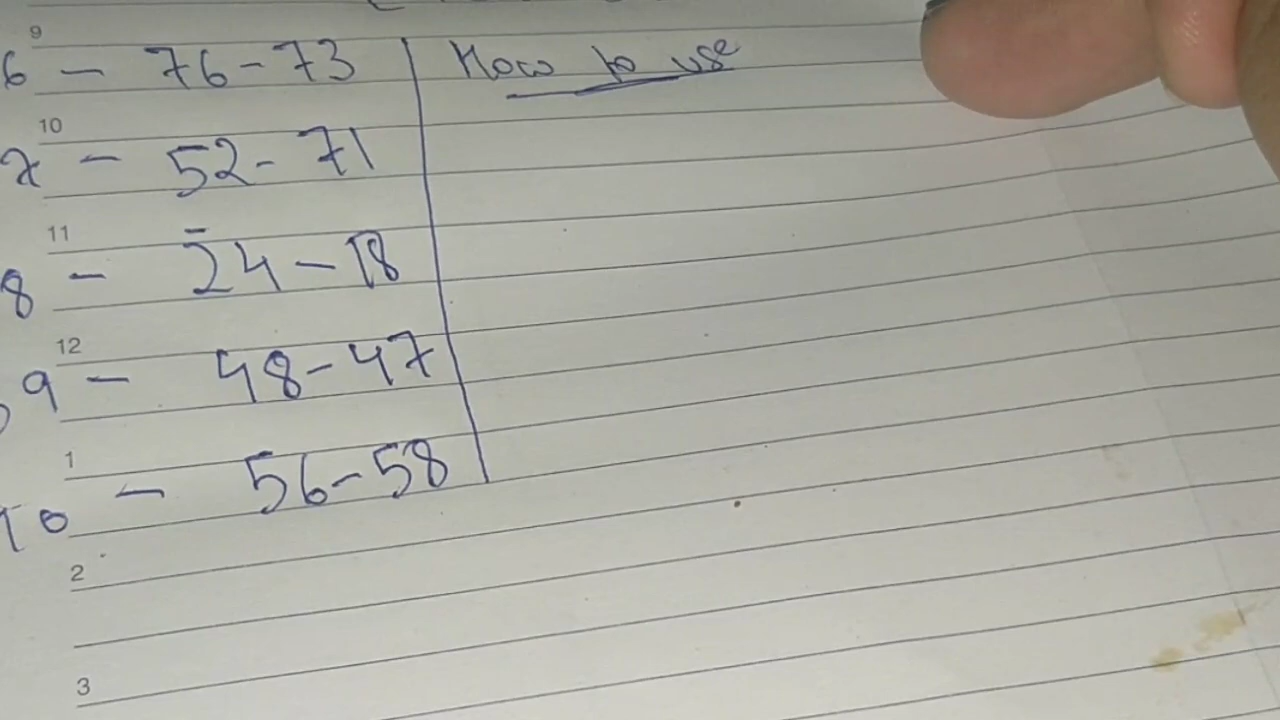 9
6 - 76-73 How to use
10
7 - 52-71
11
8 - 24-18
12
9 - 48-47
1
10 - 56-58
2
3